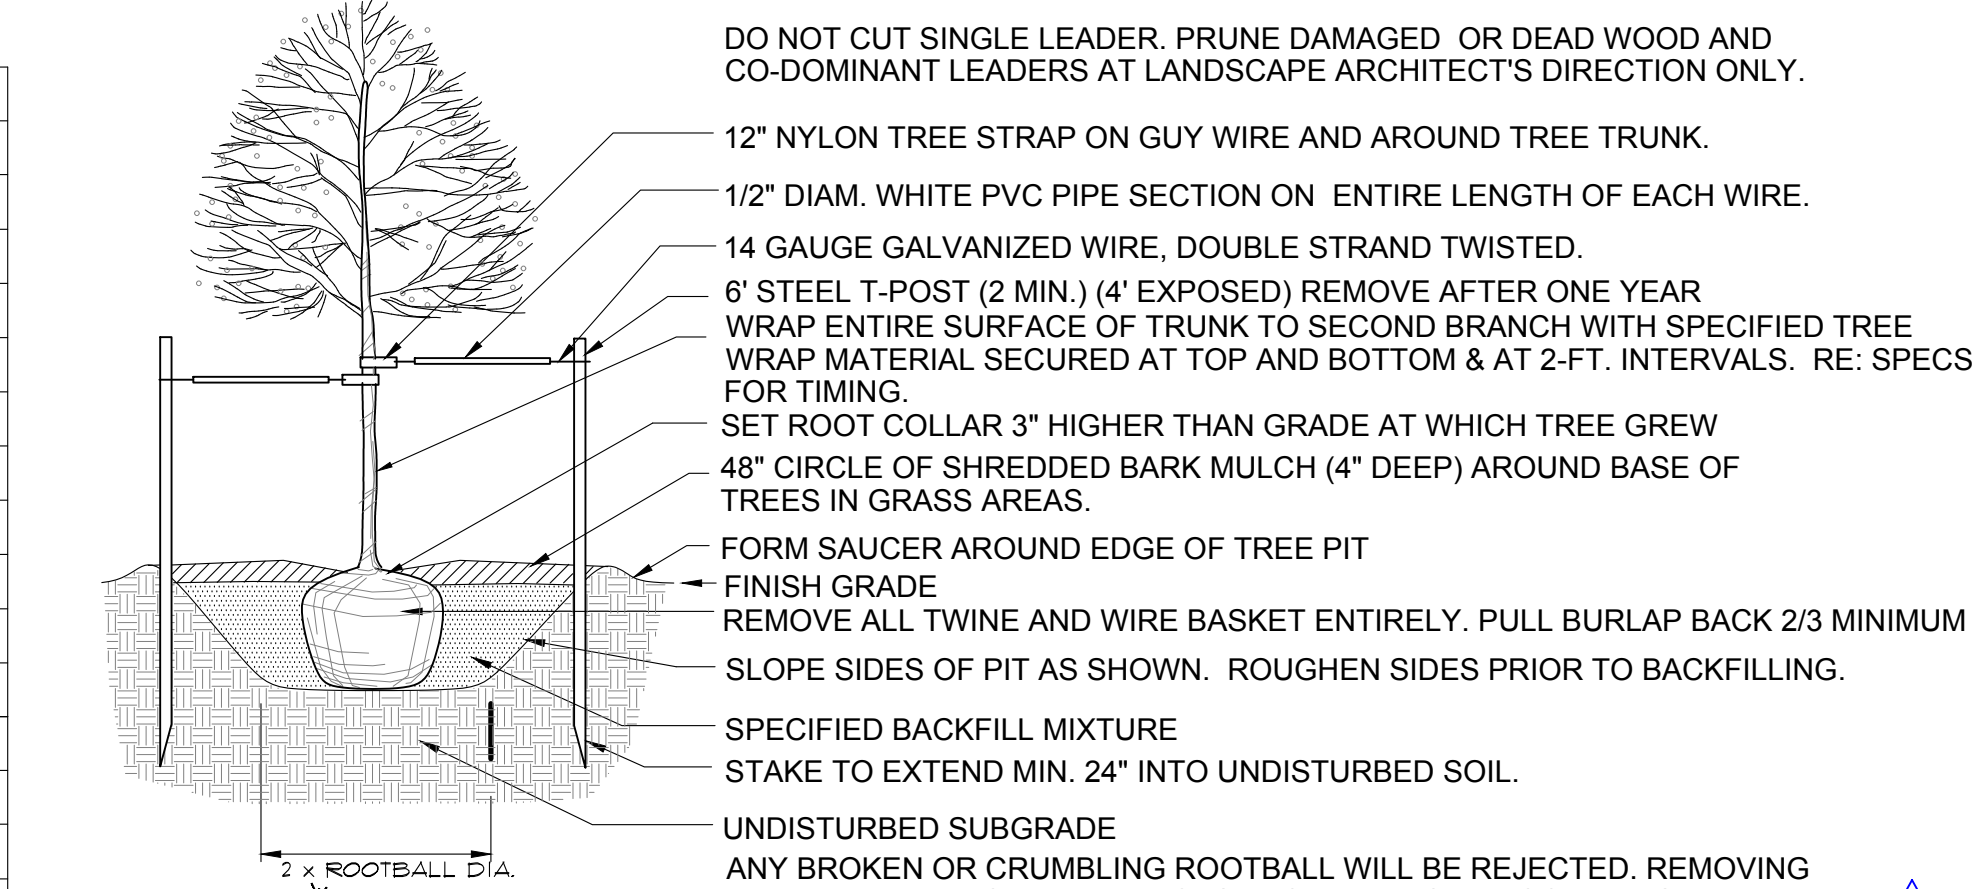 DO NOT CUT SINGLE LEADER. PRUNE DAMAGED OR DEAD WOOD AND
CO-DOMINANT LEADERS AT LANDSCAPE ARCHITECT'S DIRECTION ONLY.
12" NYLON TREE STRAP ON GUY WIRE AND AROUND TREE TRUNK.
1/2" DIAM. WHITE PVC PIPE SECTION ON ENTIRE LENGTH OF EACH WIRE.
14 GAUGE GALVANIZED WIRE, DOUBLE STRAND TWISTED.
6' STEEL T-POST (2 MIN.) (4' EXPOSED) REMOVE AFTER ONE YEAR
WRAP ENTIRE SURFACE OF TRUNK TO SECOND BRANCH WITH SPECIFIED TREE
WRAP MATERIAL SECURED AT TOP AND BOTTOM & AT 2-FT. INTERVALS. RE: SPECS
FOR TIMING.
SET ROOT COLLAR 3" HIGHER THAN GRADE AT WHICH TREE GREW
48" CIRCLE OF SHREDDED BARK MULCH (4" DEEP) AROUND BASE OF
TREES IN GRASS AREAS.
FORM SAUCER AROUND EDGE OF TREE PIT
FINISH GRADE
REMOVE ALL TWINE AND WIRE BASKET ENTIRELY. PULL BURLAP BACK 2/3 MINIMUM
SLOPE SIDES OF PIT AS SHOWN. ROUGHEN SIDES PRIOR TO BACKFILLING.
SPECIFIED BACKFILL MIXTURE
STAKE TO EXTEND MIN. 24" INTO UNDISTURBED SOIL.
UNDISTURBED SUBGRADE
2 x ROOTBALL DIA.
ANY BROKEN OR CRUMBLING ROOTBALL WILL BE REJECTED. REMOVING